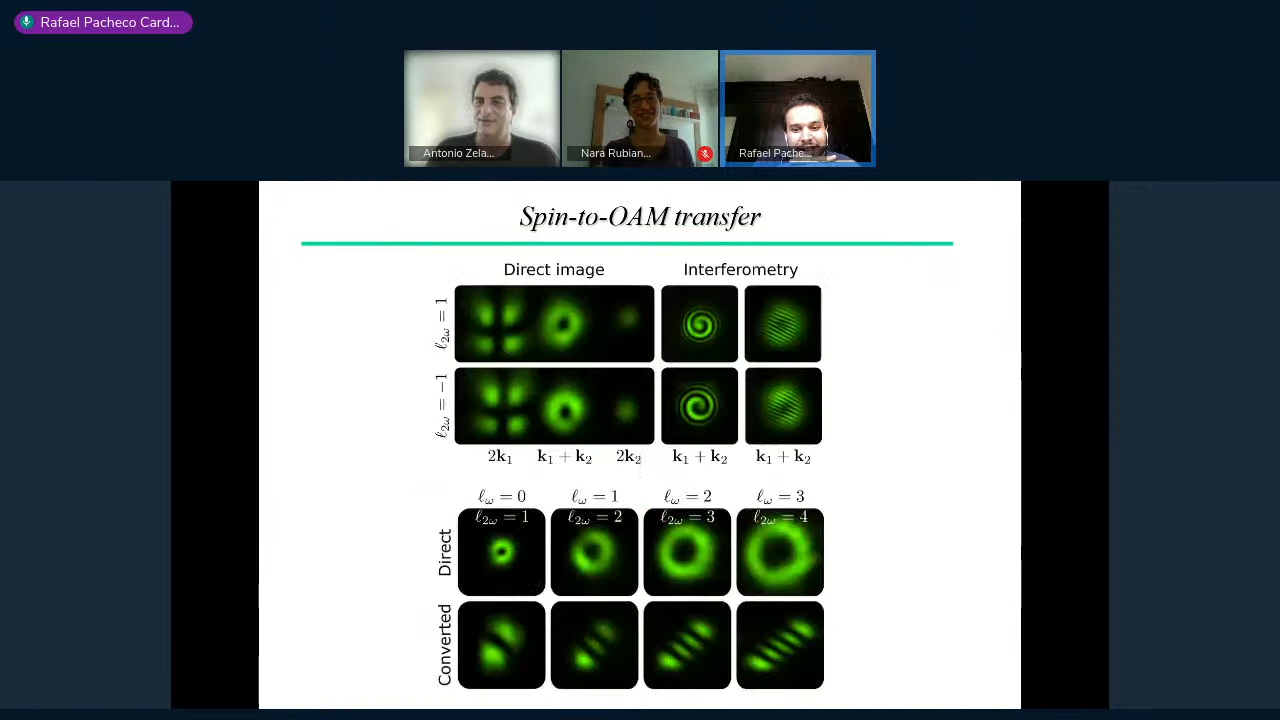 Rafael Pacheco Card...
Antonio Zela...
Nara Rubian...
Rafael Pache...
Spin-to-OAM transfer
Direct image
Interferometry
ℓ₂ω = 1
ℓ₂ω = −1
2k₁
k₁ + k₂
2k₂
k₁ + k₂
k₁ + k₂
ℓω = 0
ℓω = 1
ℓω = 2
ℓω = 3
ℓ₂ω = 1
ℓ₂ω = 2
ℓ₂ω = 3
ℓ₂ω = 4
Direct
Converted